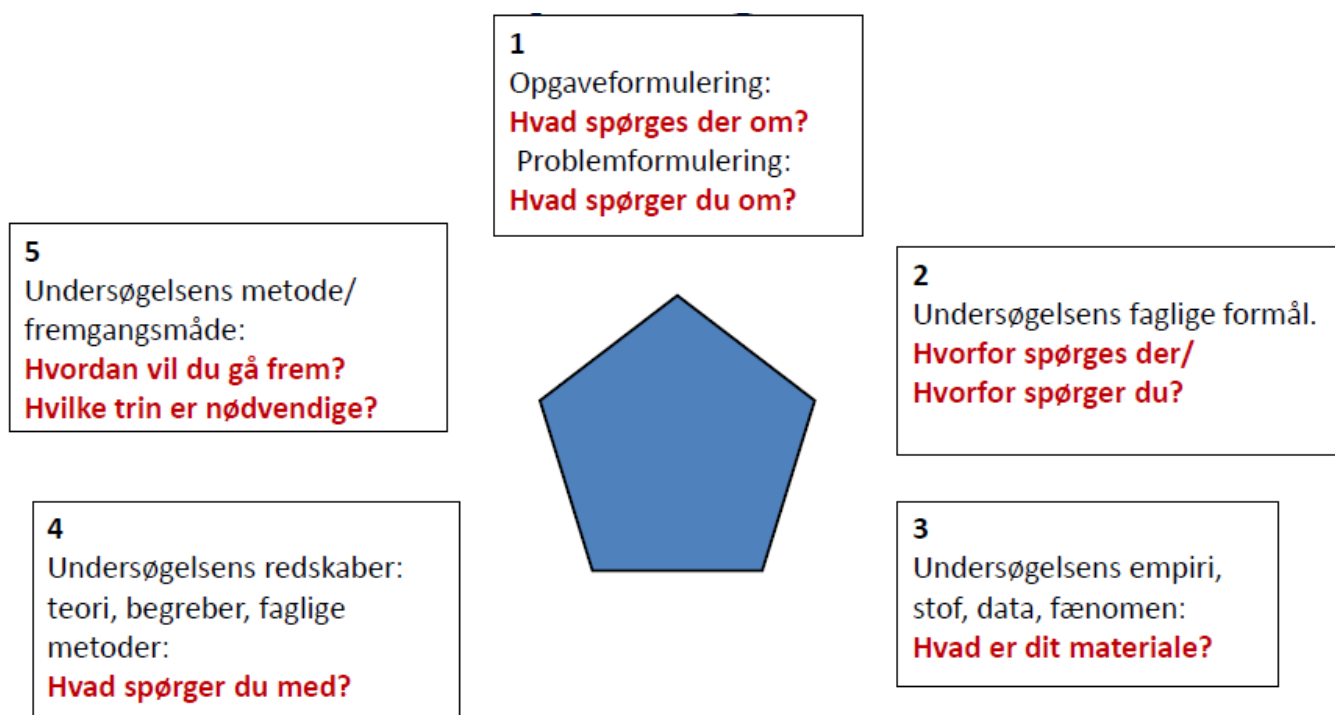 1
Opgaveformulering:
Hvad spørges der om?
Problemformulering:
Hvad spørger du om?
2
Undersøgelsens faglige formål.
Hvorfor spørges der/
Hvorfor spørger du?
3
Undersøgelsens empiri,
stof, data, fænomen:
Hvad er dit materiale?
4
Undersøgelsens redskaber:
teori, begreber, faglige
metoder:
Hvad spørger du med?
5
Undersøgelsens metode/
fremgangsmåde:
Hvordan vil du gå frem?
Hvilke trin er nødvendige?